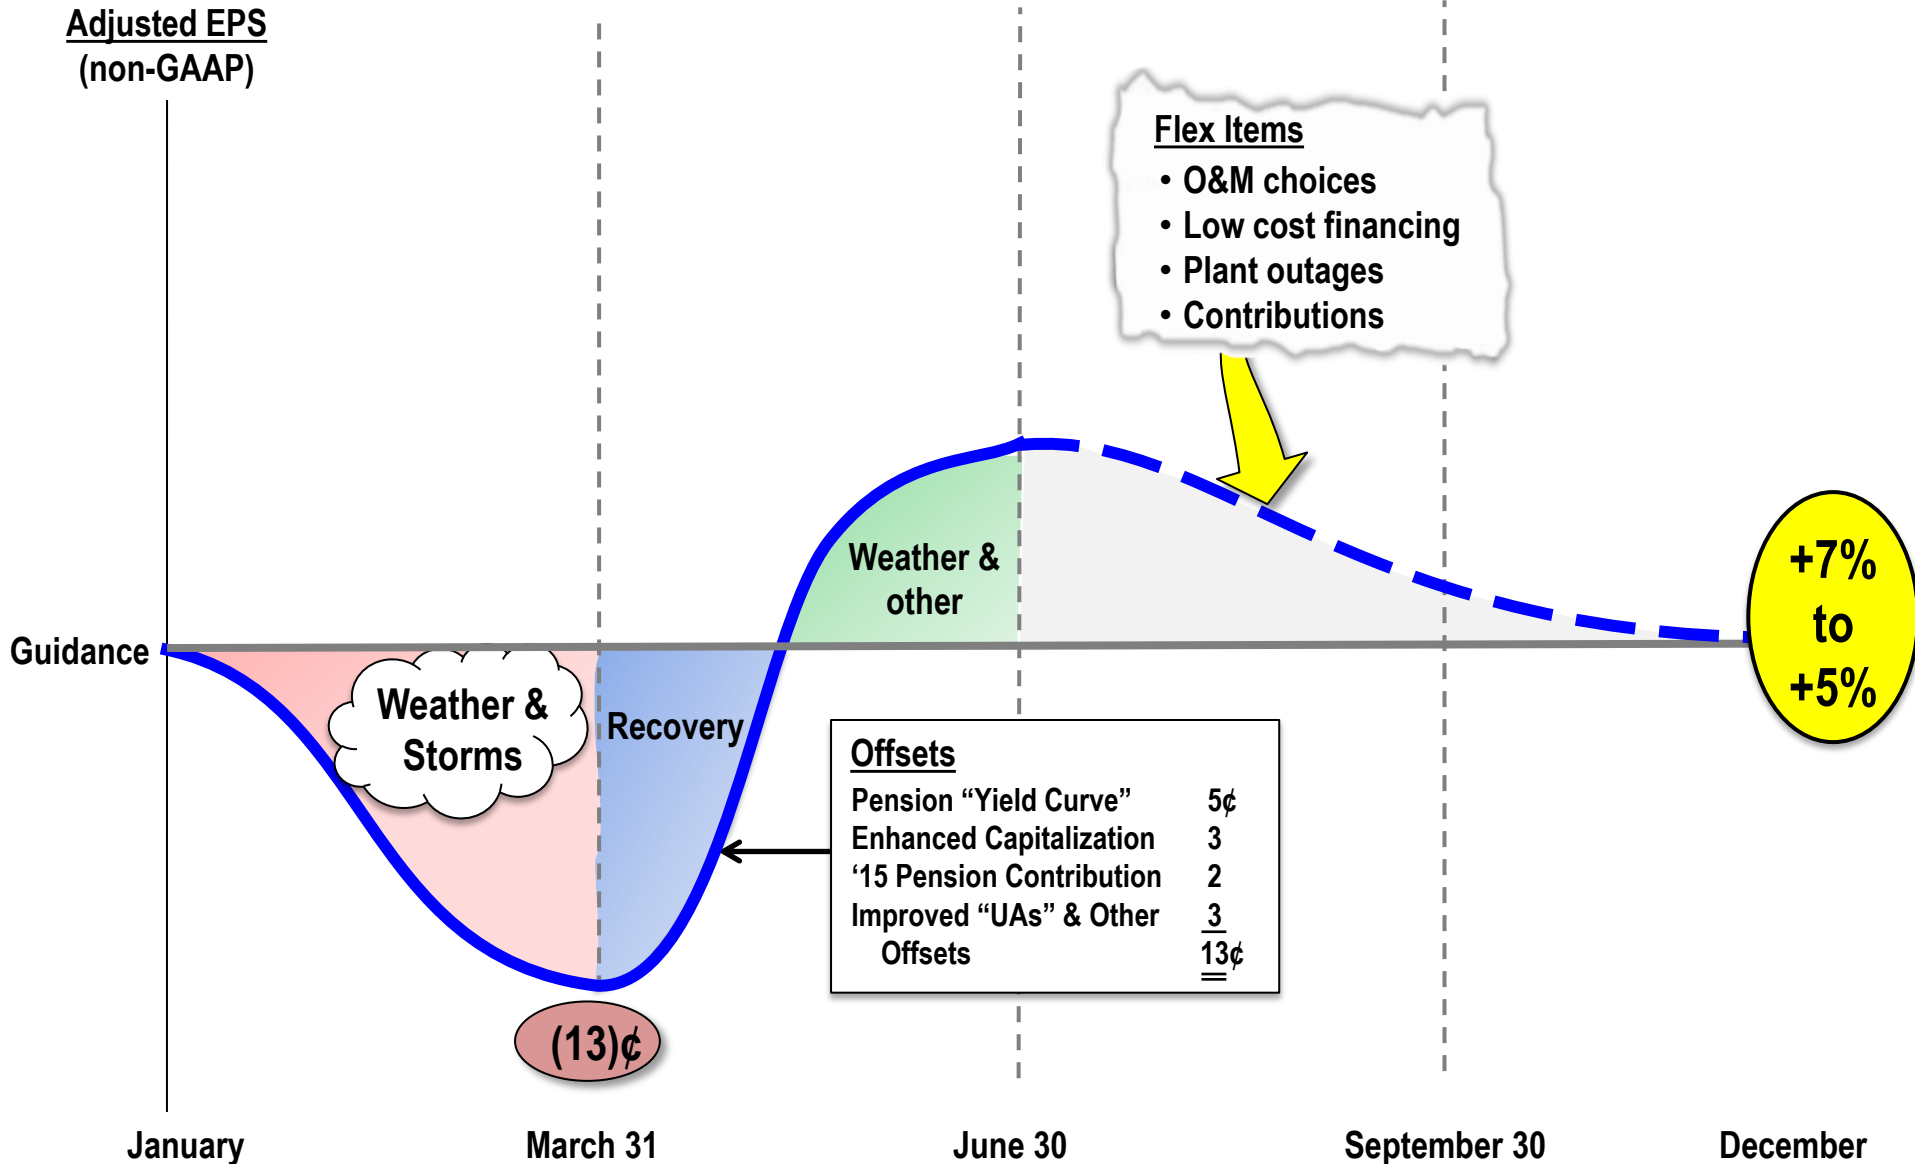 Adjusted EPS
(non-GAAP)
Flex Items
• O&M choices
• Low cost financing
• Plant outages
• Contributions
Weather &
other
+7%
to
+5%
Guidance
Weather &
Storms
Recovery
Offsets
Pension “Yield Curve” 5¢
Enhanced Capitalization 3
‘15 Pension Contribution 2
Improved “UAs” & Other 3
Offsets 13¢
(13)¢
January March 31 June 30 September 30 December